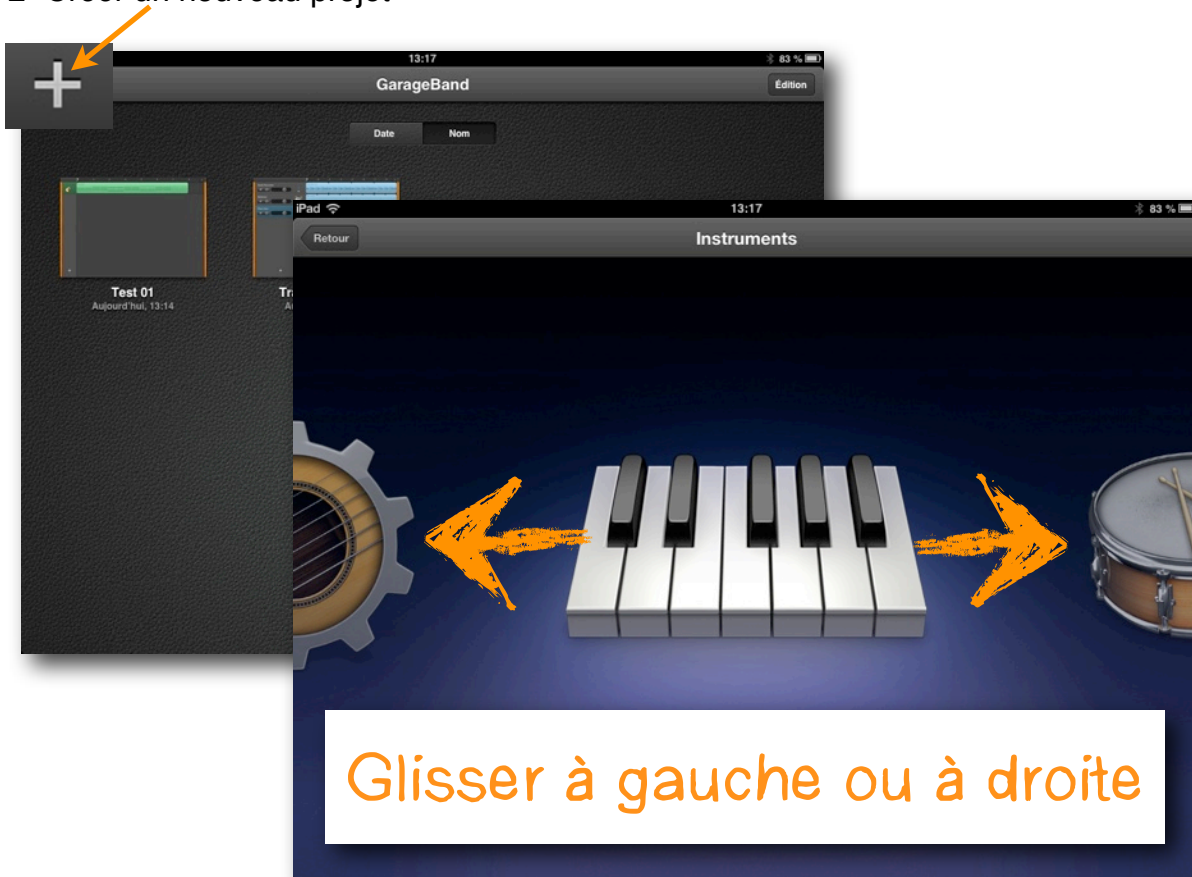 Créer un nouveau projet
13:17
83 %
GarageBand
Édition
Date Nom
Test 01
Aujourd'hui, 13:14
iPad
13:17
83 %
Retour
Instruments
Glisser à gauche ou à droite